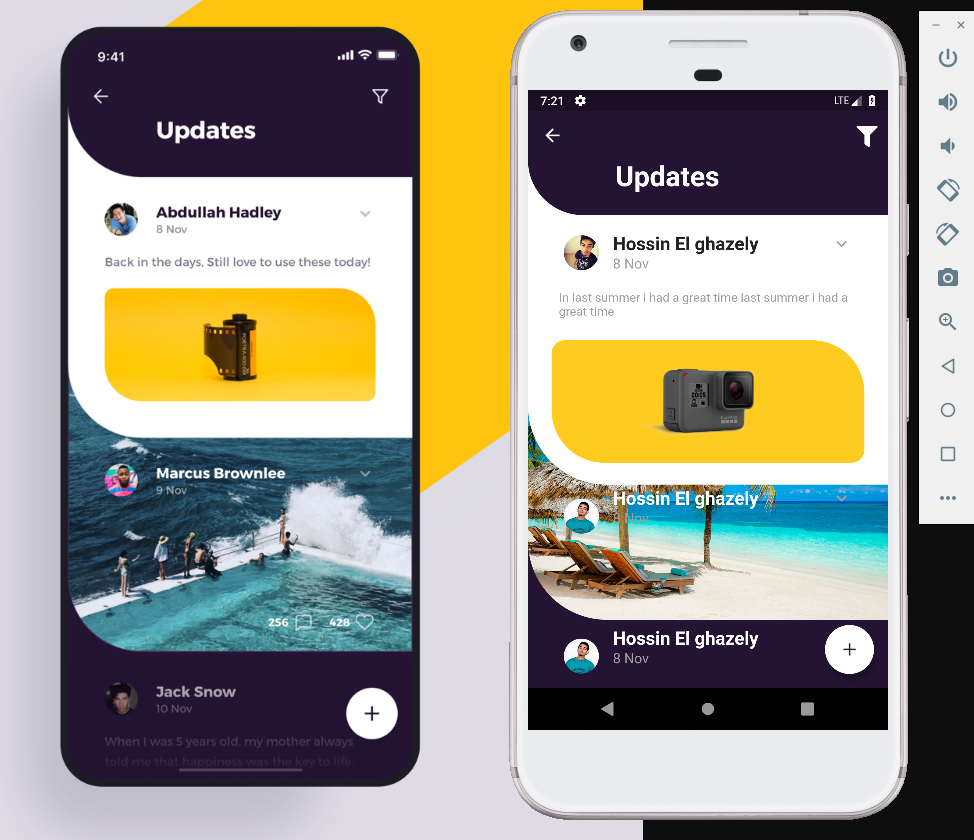 9:41
Updates
Abdullah Hadley
8 Nov
Back in the days, Still love to use these today!
Marcus Brownlee
9 Nov
256
428
Jack Snow
10 Nov
When I was 5 years old, my mother always
told me that happiness was the key to life.
7:21
LTE
Updates
Hossin El ghazely
8 Nov
In last summer i had a great time last summer i had a
great time
Hossin El ghazely
8 Nov
Hossin El ghazely
8 Nov